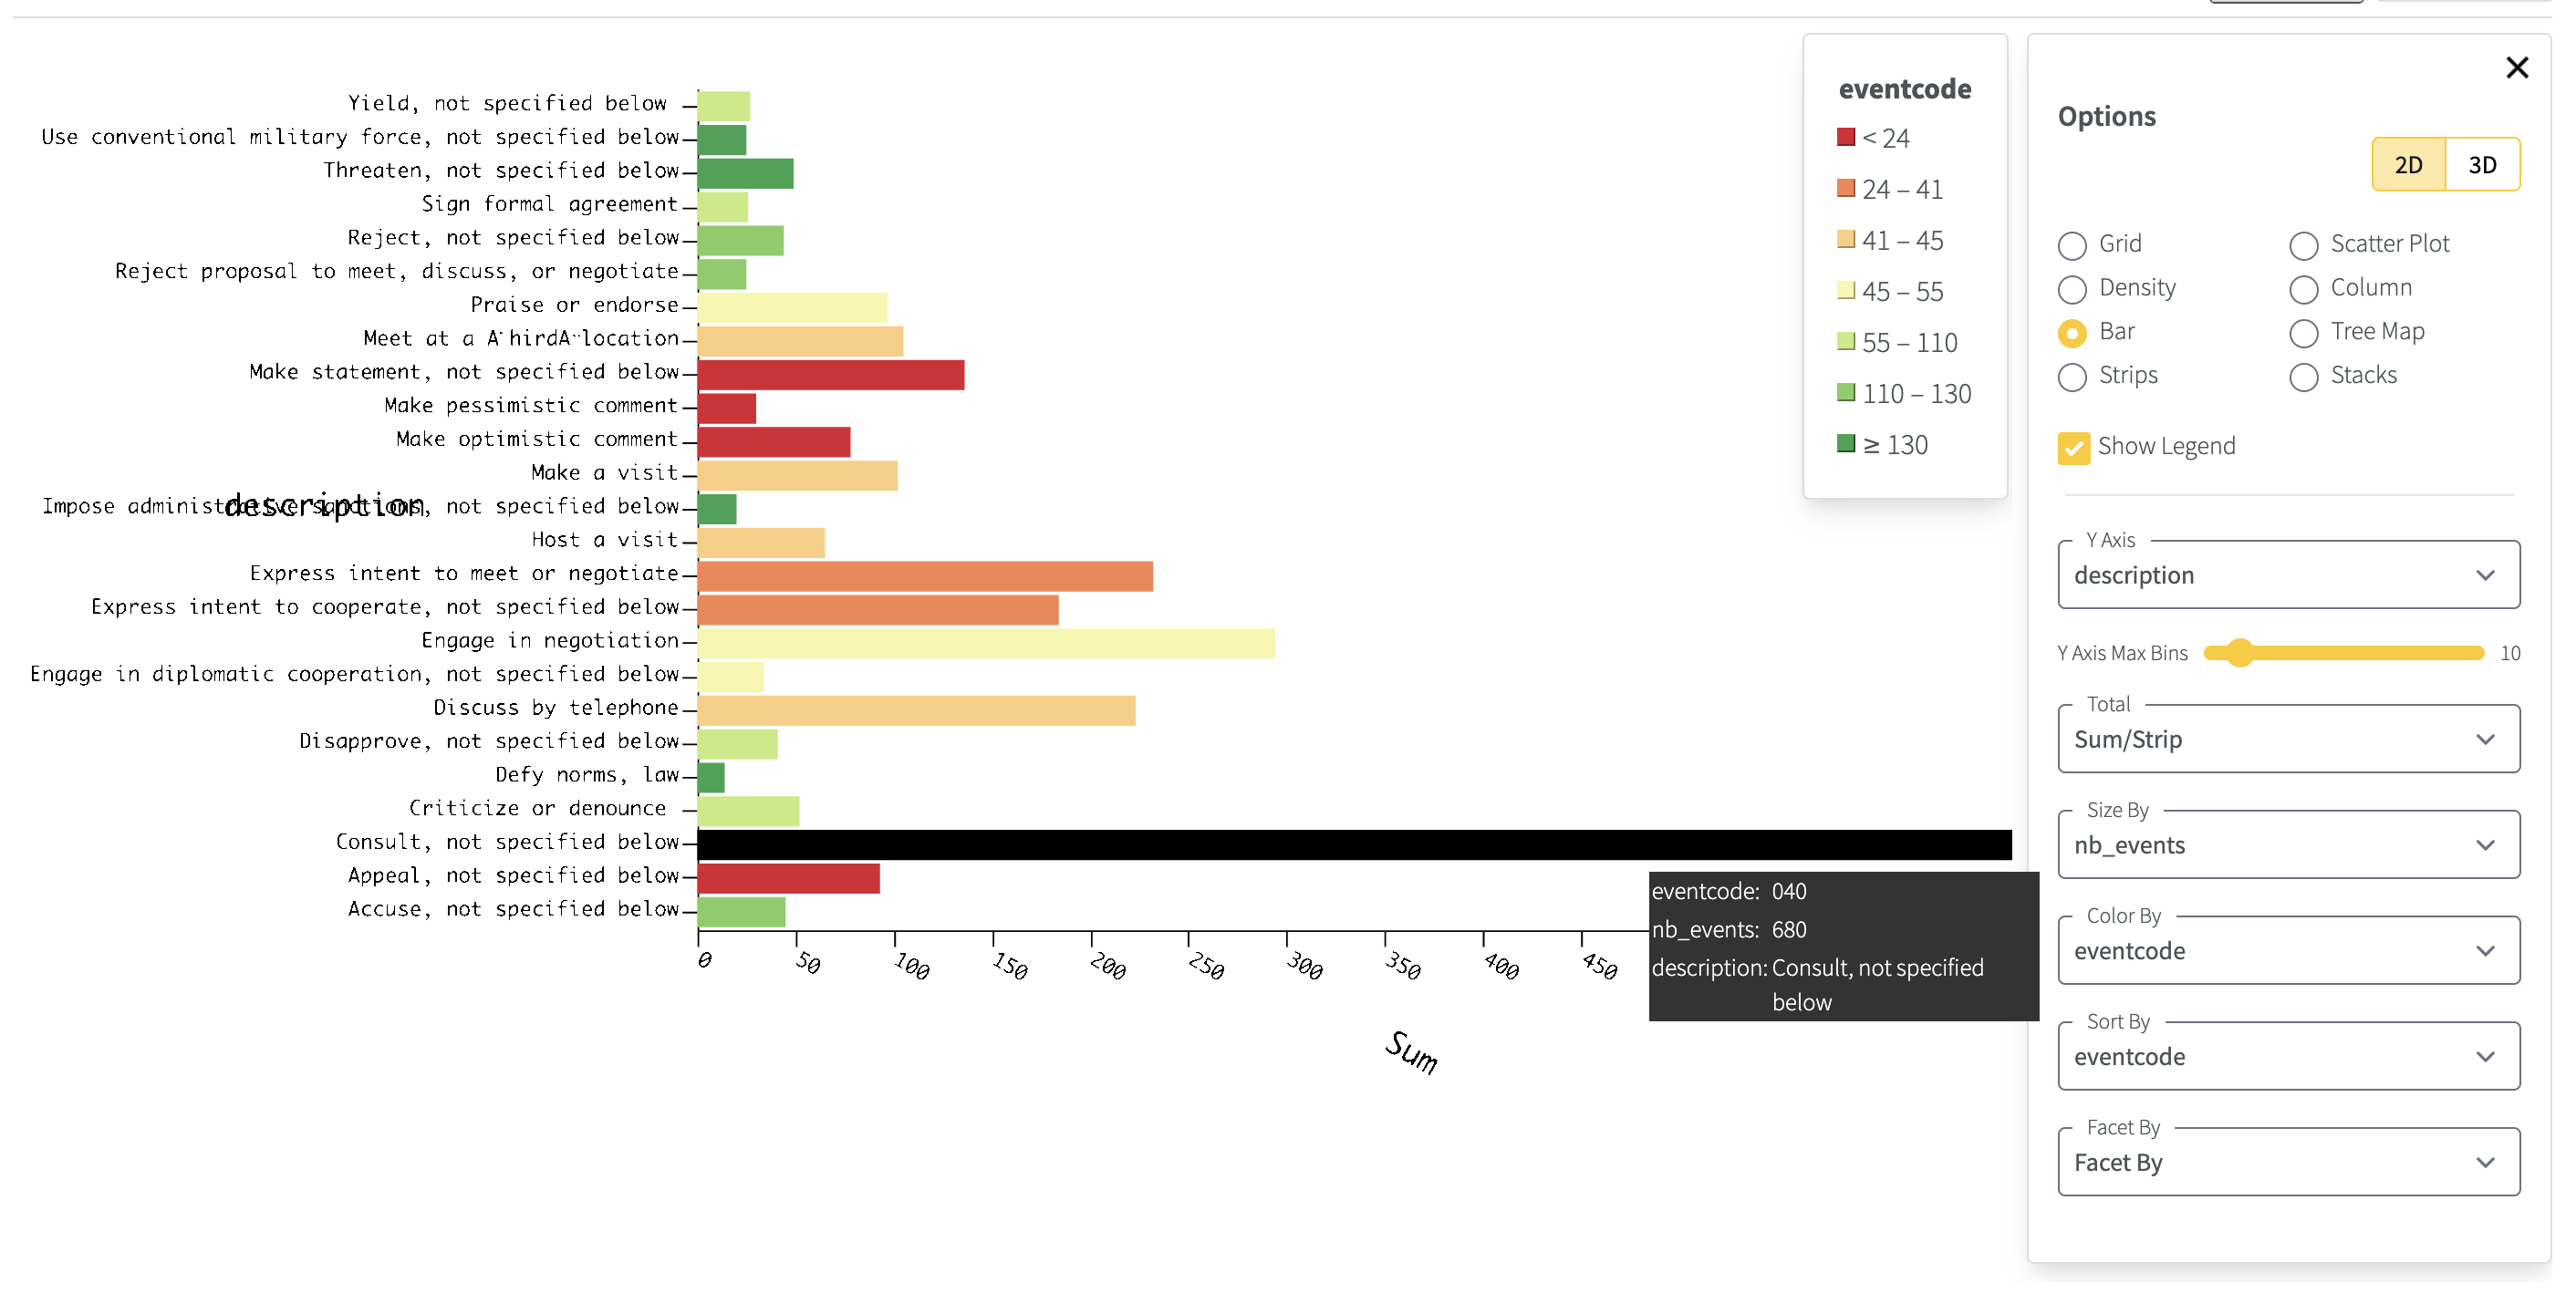 Yield, not specified below
Use conventional military force, not specified below
Threaten, not specified below
Sign formal agreement
Reject, not specified below
Reject proposal to meet, discuss, or negotiate
Praise or endorse
Meet at a location
Make statement, not specified below
Make pessimistic comment
Make optimistic comment
Make a visit
Impose , not specified below
description
Host a visit
Express intent to meet or negotiate
Express intent to cooperate, not specified below
Engage in negotiation
Engage in diplomatic cooperation, not specified below
Discuss by telephone
Disapprove, not specified below
Defy norms, law
Criticize or denounce
Consult, not specified below
Appeal, not specified below
Accuse, not specified below
0 50 100 150 200 250 300 350 400 450
Sum
eventcode: 040
nb_events: 680
description: Consult, not specified
below
eventcode
< 24
24 – 41
41 – 45
45 – 55
55 – 110
110 – 130
≥ 130
Options
2D 3D
Grid Scatter Plot
Density Column
Bar Tree Map
Strips Stacks
Show Legend
Y Axis
description
Y Axis Max Bins 10
Total
Sum/Strip
Size By
nb_events
Color By
eventcode
Sort By
eventcode
Facet By
Facet By